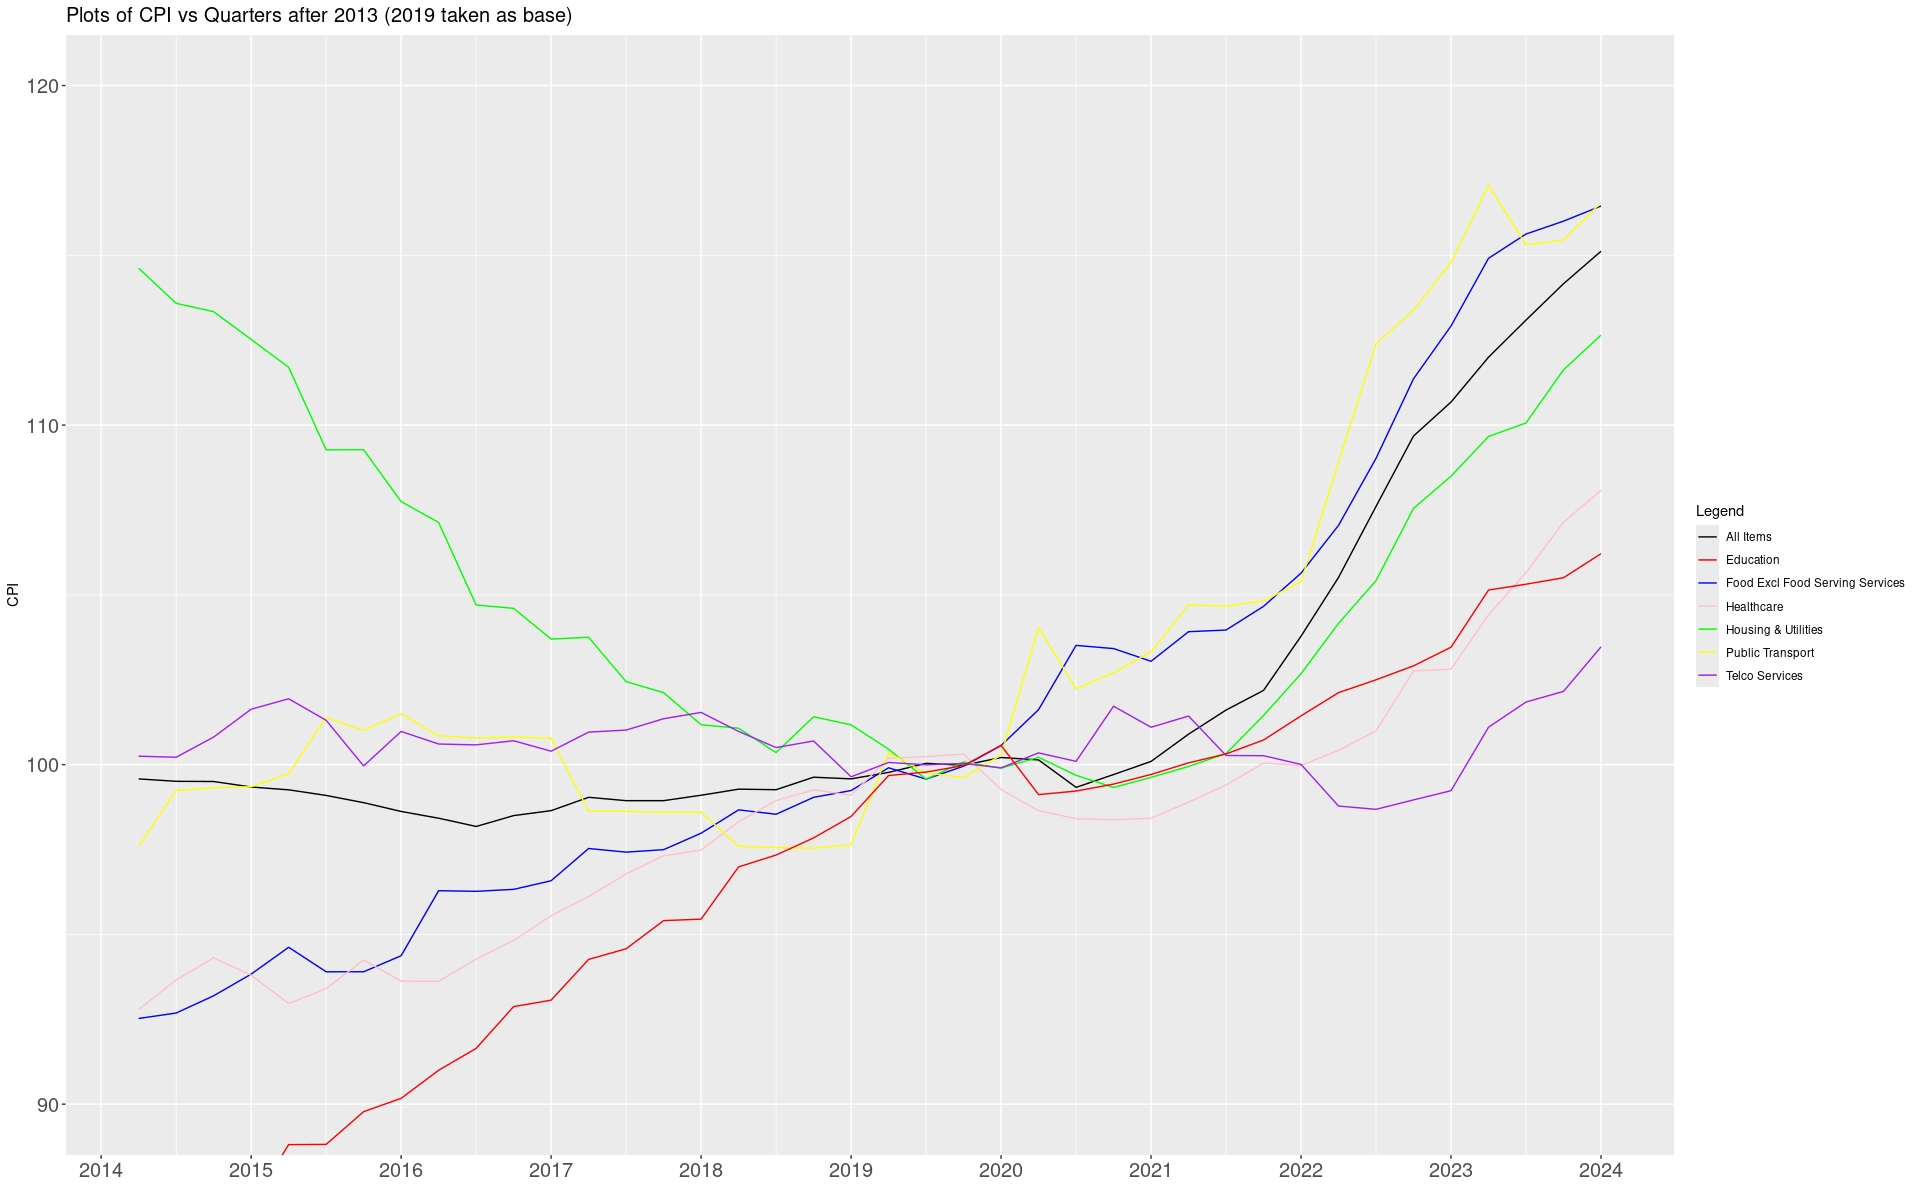 Plots of CPI vs Quarters after 2013 (2019 taken as base)
120
110
100
90
CPI
2014 2015 2016 2017 2018 2019 2020 2021 2022 2023 2024
Legend
All Items
Education
Food Excl Food Serving Services
Healthcare
Housing & Utilities
Public Transport
Telco Services